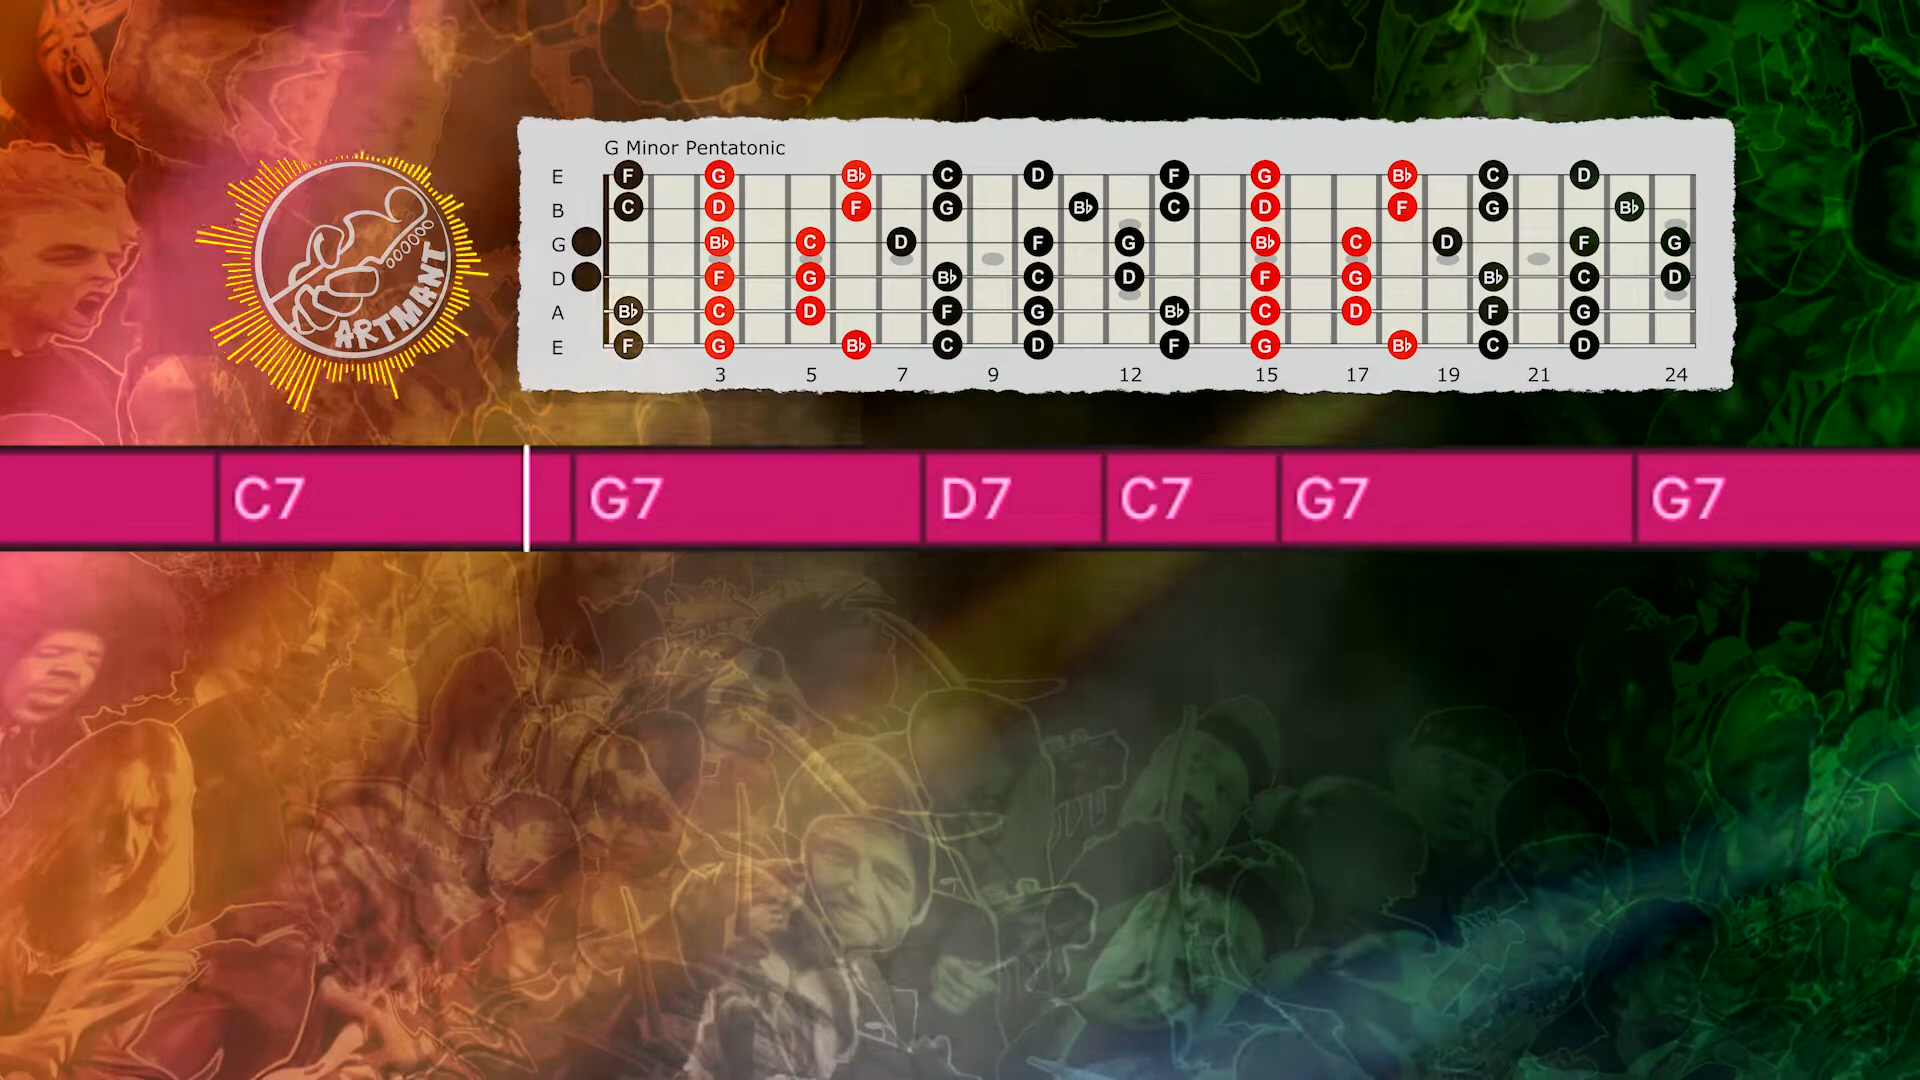 G Minor Pentatonic
E F G B♭ C D F G B♭ C D
B C D F G B♭ C D F G B♭
G B♭ C D F G B♭ C D F G
D F G B♭ C D F G B♭ C D
A B♭ C D F G B♭ C D F G
E F G B♭ C D F G B♭ C D
3 5 7 9 12 15 17 19 21 24
ARTMANT
C7 G7 D7 C7 G7 G7